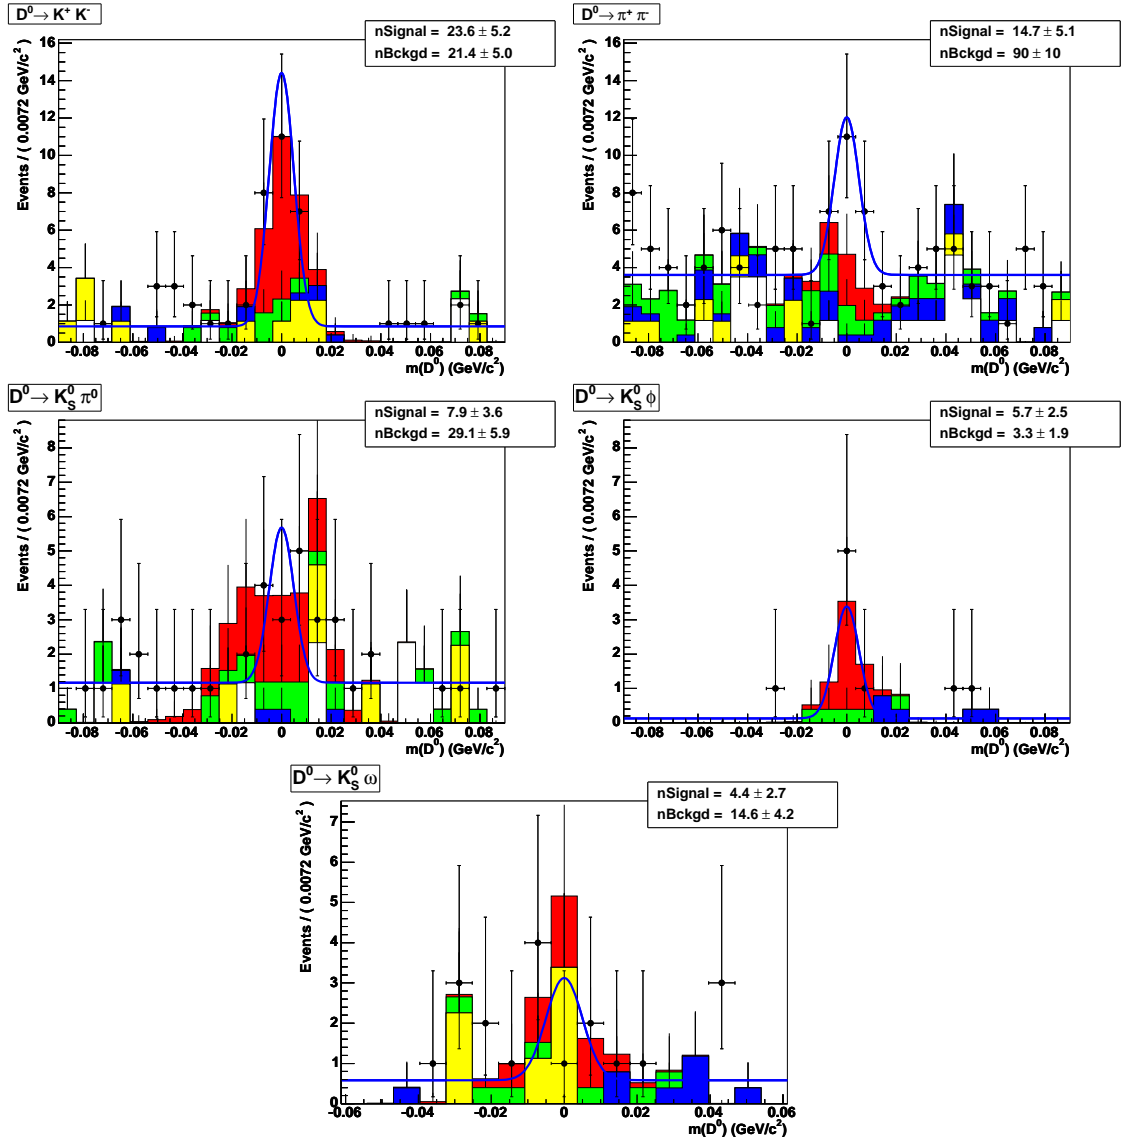 D⁰→ K⁺ K⁻
nSignal = 23.6 ± 5.2
nBckgd = 21.4 ± 5.0
Events / ( 0.0072 GeV/c² )
16
14
12
10
8
6
4
2
0
-0.08 -0.06 -0.04 -0.02 0 0.02 0.04 0.06 0.08
m(D⁰) (GeV/c²)
D⁰→ π⁺ π⁻
nSignal = 14.7 ± 5.1
nBckgd = 90 ± 10
Events / ( 0.0072 GeV/c² )
16
14
12
10
8
6
4
2
0
-0.08 -0.06 -0.04 -0.02 0 0.02 0.04 0.06 0.08
m(D⁰) (GeV/c²)
D⁰→ K_S⁰ π⁰
nSignal = 7.9 ± 3.6
nBckgd = 29.1 ± 5.9
Events / ( 0.0072 GeV/c² )
8
7
6
5
4
3
2
1
0
-0.08 -0.06 -0.04 -0.02 0 0.02 0.04 0.06 0.08
m(D⁰) (GeV/c²)
D⁰→ K_S⁰ ϕ
nSignal = 5.7 ± 2.5
nBckgd = 3.3 ± 1.9
Events / ( 0.0072 GeV/c² )
8
7
6
5
4
3
2
1
0
-0.08 -0.06 -0.04 -0.02 0 0.02 0.04 0.06 0.08
m(D⁰) (GeV/c²)
D⁰→ K_S⁰ ω
nSignal = 4.4 ± 2.7
nBckgd = 14.6 ± 4.2
Events / ( 0.0072 GeV/c² )
7
6
5
4
3
2
1
0
-0.06 -0.04 -0.02 0 0.02 0.04 0.06
m(D⁰) (GeV/c²)